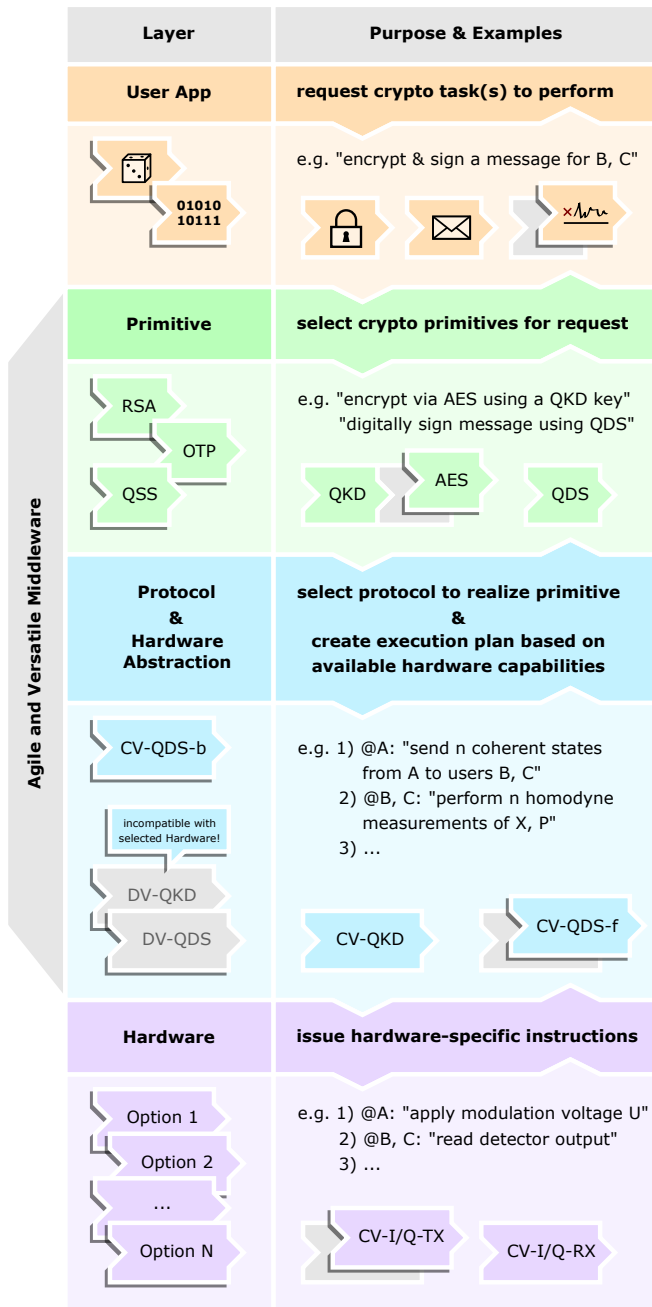 Layer
Purpose & Examples
User App
request crypto task(s) to perform
01010
10111
e.g. "encrypt & sign a message for B, C"
Agile and Versatile Middleware
Primitive
select crypto primitives for request
RSA
OTP
QSS
e.g. "encrypt via AES using a QKD key"
"digitally sign message using QDS"
QKD
AES
QDS
Protocol
&
Hardware
Abstraction
select protocol to realize primitive
&
create execution plan based on
available hardware capabilities
CV-QDS-b
incompatible with
selected Hardware!
DV-QKD
DV-QDS
e.g. 1) @A: "send n coherent states
from A to users B, C"
2) @B, C: "perform n homodyne
measurements of X, P"
3) ...
CV-QKD
CV-QDS-f
Hardware
issue hardware-specific instructions
Option 1
Option 2
...
Option N
e.g. 1) @A: "apply modulation voltage U"
2) @B, C: "read detector output"
3) ...
CV-I/Q-TX
CV-I/Q-RX